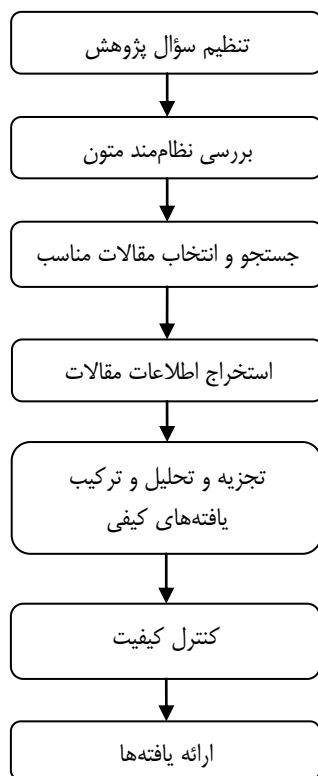 تنظیم سؤال پژوهش
بررسی نظام‌مند متون
جستجو و انتخاب مقالات مناسب
استخراج اطلاعات مقالات
تجزیه و تحلیل و ترکیب
یافته‌های کیفی
کنترل کیفیت
ارائه یافته‌ها